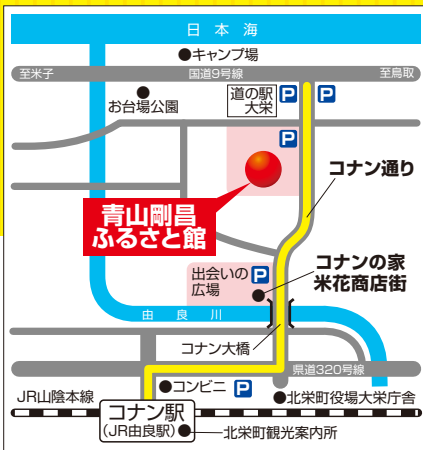 日本海
●キャンプ場
至米子
国道9号線
至鳥取
お台場公園
道の駅
大栄
P
P
P
コナン通り
青山剛昌
ふるさと館
出会いの
広場
P
コナンの家
米花商店街
由良川
コナン大橋
県道320号線
JR山陰本線
●コンビニ P
●北栄町役場大栄庁舎
コナン駅
(JR由良駅)
北栄町観光案内所